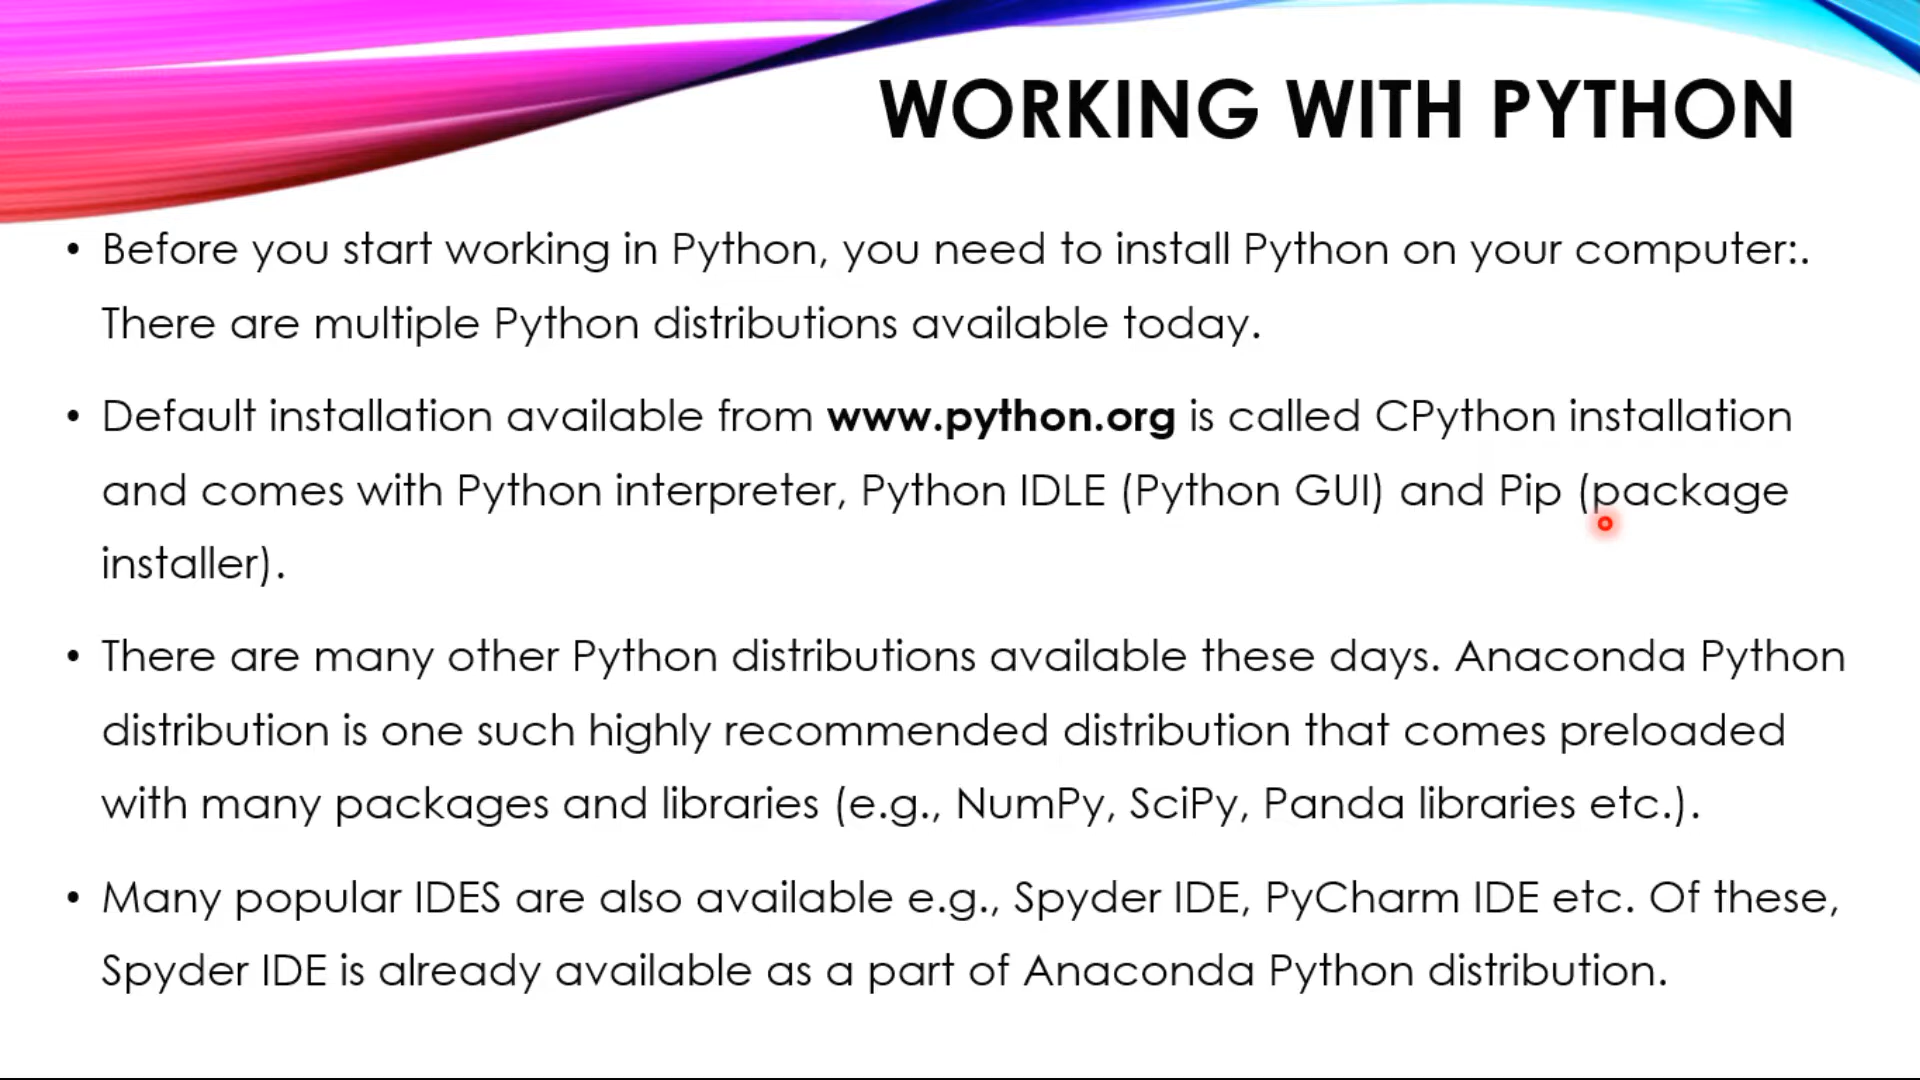 WORKING WITH PYTHON
• Before you start working in Python, you need to install Python on your computer:.
There are multiple Python distributions available today.
• Default installation available from www.python.org is called CPython installation
and comes with Python interpreter, Python IDLE (Python GUI) and Pip (package
installer).
• There are many other Python distributions available these days. Anaconda Python
distribution is one such highly recommended distribution that comes preloaded
with many packages and libraries (e.g., NumPy, SciPy, Panda libraries etc.).
• Many popular IDES are also available e.g., Spyder IDE, PyCharm IDE etc. Of these,
Spyder IDE is already available as a part of Anaconda Python distribution.